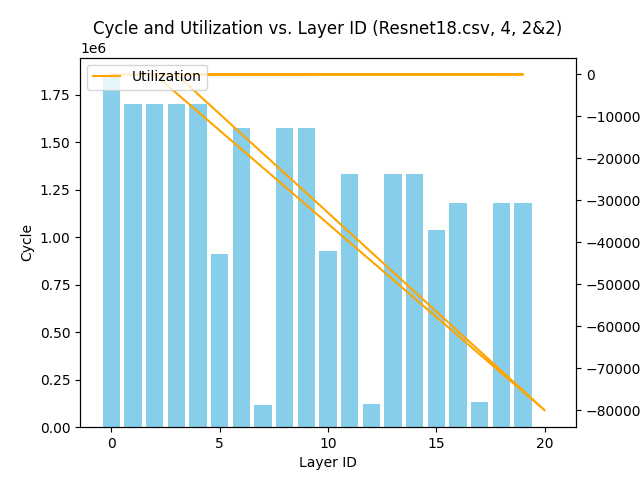 Cycle and Utilization vs. Layer ID (Resnet18.csv, 4, 2&2)
1e6
Utilization
1.75
1.50
1.25
1.00
0.75
0.50
0.25
0.00
Cycle
0
−10000
−20000
−30000
−40000
−50000
−60000
−70000
−80000
0 5 10 15 20
Layer ID